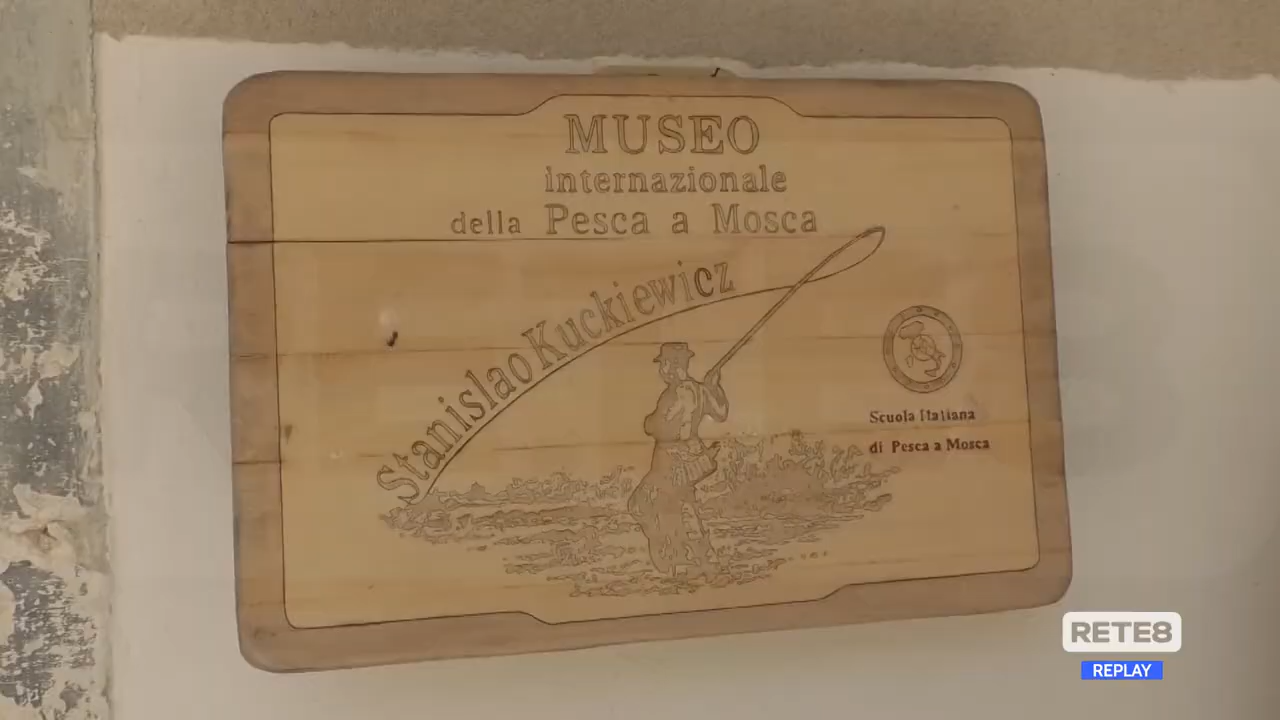 MUSEO
internazionale
della Pesca a Mosca
Stanislao Kuckiewicz
Scuola Italiana
di Pesca a Mosca
RETE8
REPLAY